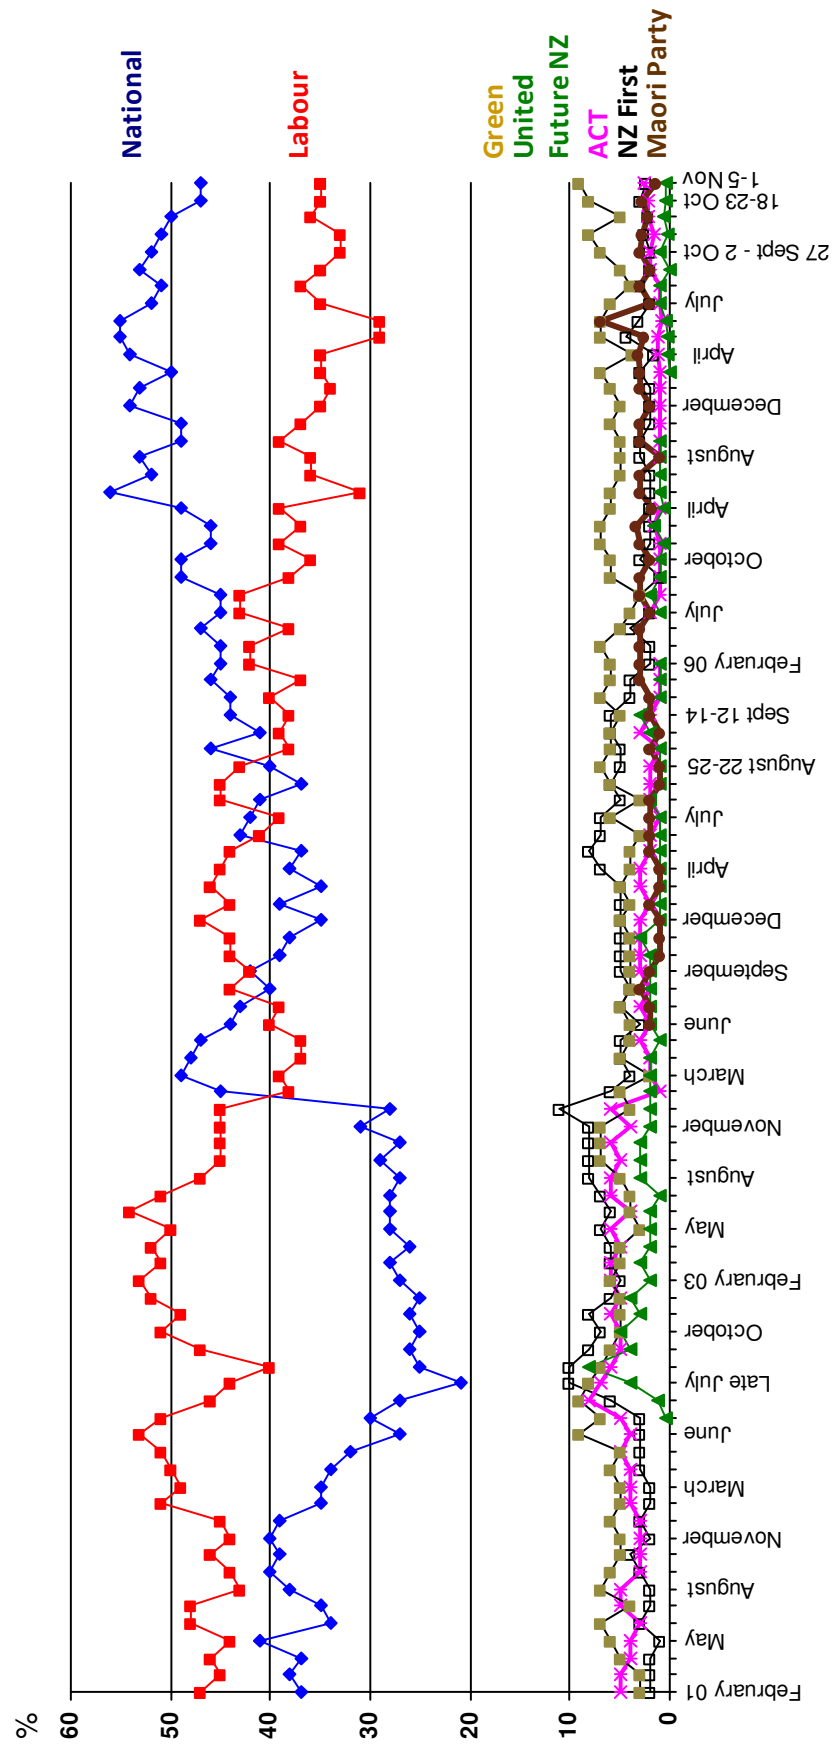 %
60
50
40
30
20
10
0
National
Labour
Green
United
Future NZ
ACT
NZ First
Maori Party
February 01
May
August
November
March
June
Late July
October
February 03
May
August
November
March
June
September
December
April
July
August 22-25
Sept 12-14
February 06
July
October
April
August
December
April
July
27 Sept - 2 Oct
18-23 Oct
1-5 Nov